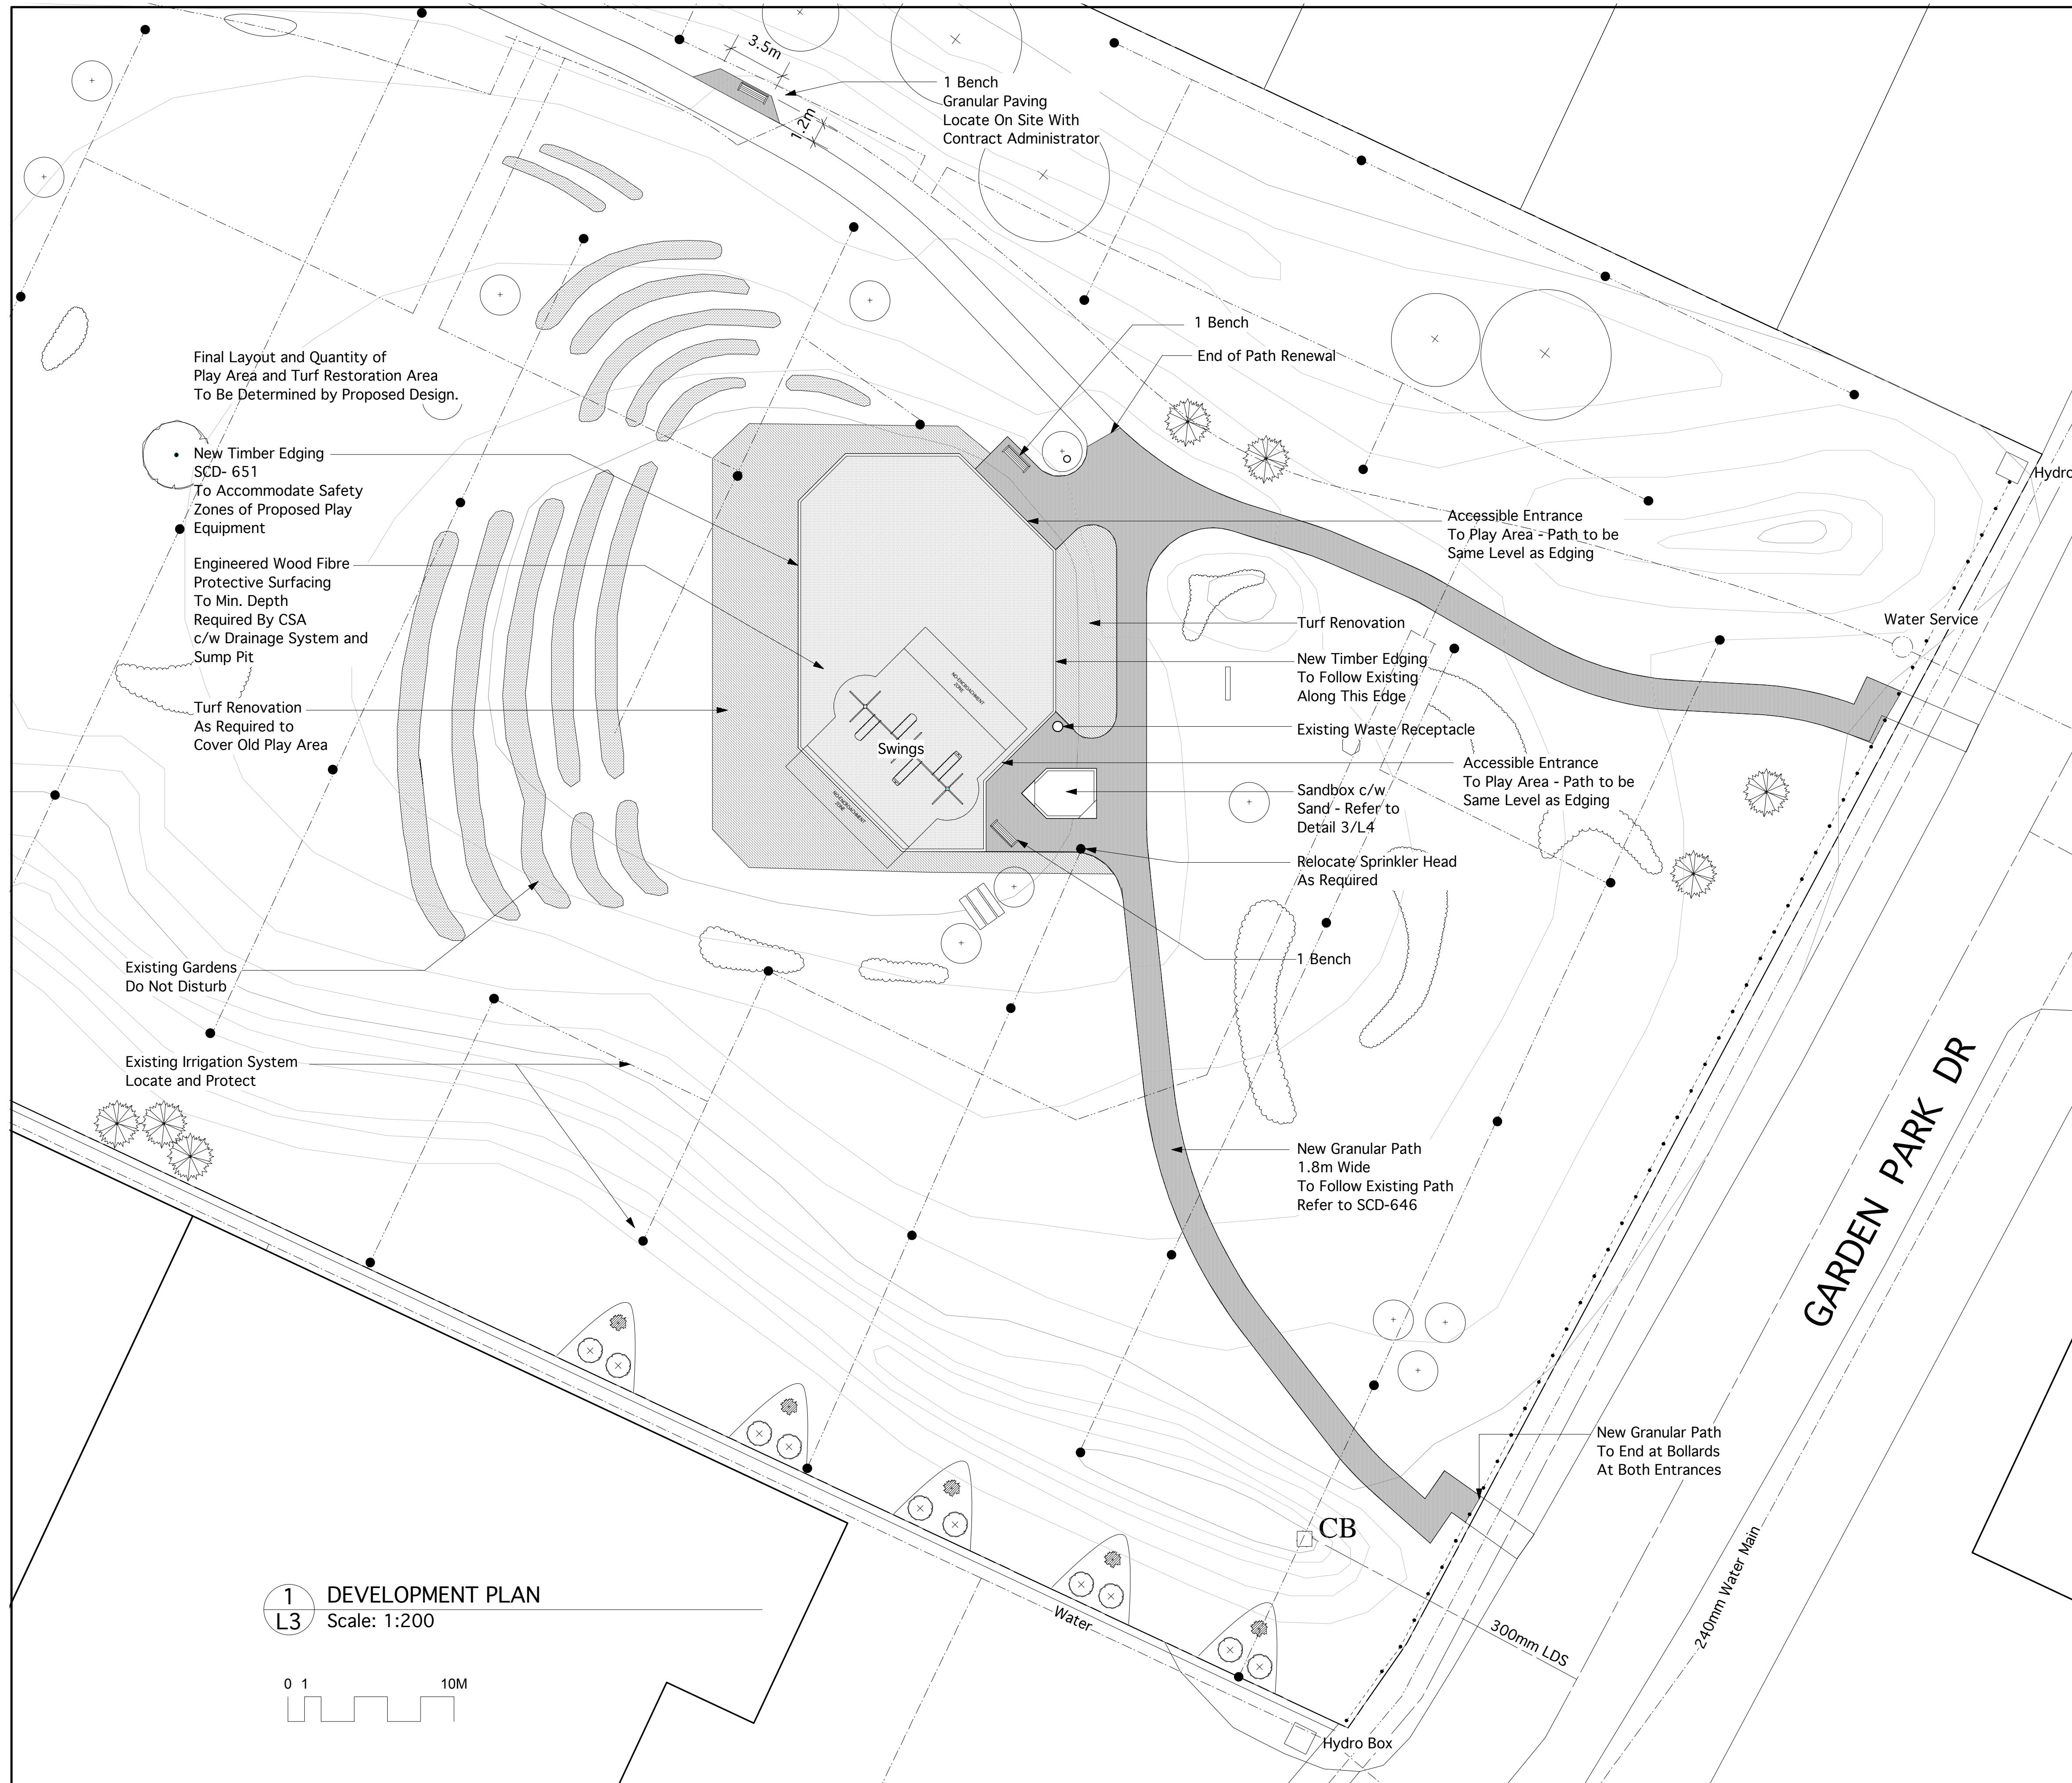 3.5m
1 Bench
Granular Paving
Locate On Site With
Contract Administrator
1.2m
1 Bench
End of Path Renewal
Final Layout and Quantity of
Play Area and Turf Restoration Area
To Be Determined by Proposed Design.
New Timber Edging
SCD- 651
To Accommodate Safety
Zones of Proposed Play
Equipment
Hydro
Accessible Entrance
To Play Area - Path to be
Same Level as Edging
Engineered Wood Fibre
Protective Surfacing
To Min. Depth
Required By CSA
c/w Drainage System and
Sump Pit
Water Service
Turf Renovation
New Timber Edging
To Follow Existing
Along This Edge
NO ENCROACHMENT
ZONE
Turf Renovation
As Required to
Cover Old Play Area
Existing Waste Receptacle
Swings
Accessible Entrance
To Play Area - Path to be
Same Level as Edging
NO ENCROACHMENT
ZONE
Sandbox c/w
Sand - Refer to
Detail 3/L4
Relocate Sprinkler Head
As Required
1 Bench
Existing Gardens
Do Not Disturb
Existing Irrigation System
Locate and Protect
GARDEN PARK DR
New Granular Path
1.8m Wide
To Follow Existing Path
Refer to SCD-646
New Granular Path
To End at Bollards
At Both Entrances
CB
240mm Water Main
300mm LDS
Water
1
L3
DEVELOPMENT PLAN
Scale: 1:200
0 1 10M
Hydro Box